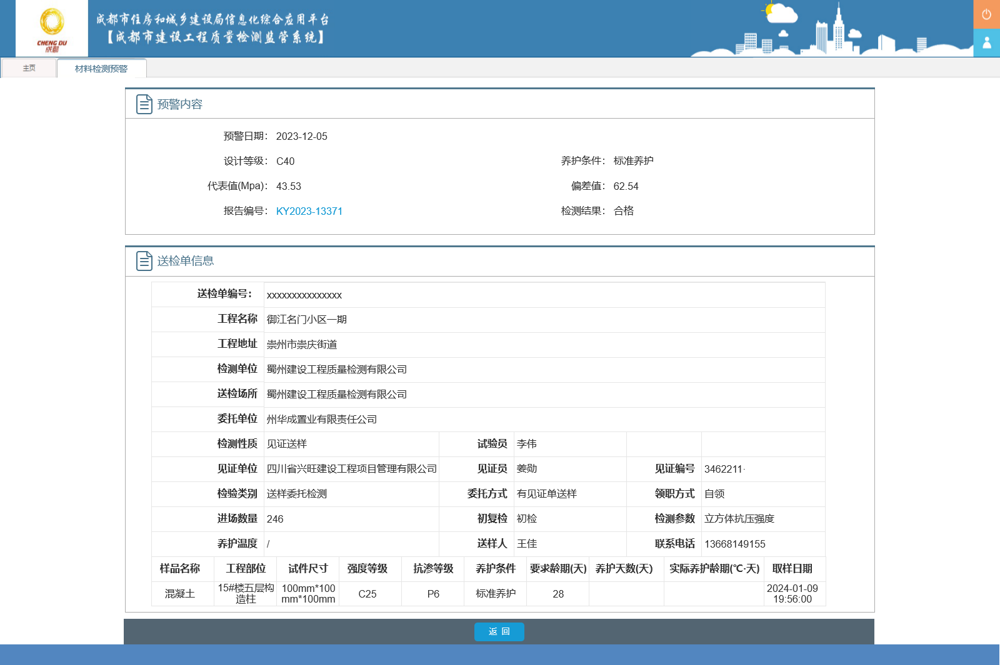 CHENG DU
成都
成都市住房和城乡建设局信息化综合应用平台
【成都市建设工程质量检测监管系统】
主页
材料检测预警
预警内容
预警日期： 2023-12-05
设计等级： C40 养护条件： 标准养护
代表值(Mpa)： 43.53 偏差值： 62.54
报告编号： KY2023-13371 检测结果： 合格
送检单信息
送检单编号： xxxxxxxxxxxxxxx
工程名称 御江名门小区一期
工程地址 崇州市崇庆街道
检测单位 蜀州建设工程质量检测有限公司
送检场所 蜀州建设工程质量检测有限公司
委托单位 州华成置业有限责任公司
检测性质 见证送样 试验员 李伟
见证单位 四川省兴旺建设工程项目管理有限公司 见证员 姜勋 见证编号 3462211·
检验类别 送样委托检测 委托方式 有见证单送样 领职方式 自领
进场数量 246 初复检 初检 检测参数 立方体抗压强度
养护温度 / 送样人 王佳 联系电话 13668149155
样品名称 工程部位 试件尺寸 强度等级 抗渗等级 养护条件 要求龄期(天) 养护天数(天) 实际养护龄期(℃·天) 取样日期
混凝土 15#楼五层构造柱 100mm*100mm*100mm C25 P6 标准养护 28 2024-01-09 19:56:00
返 回